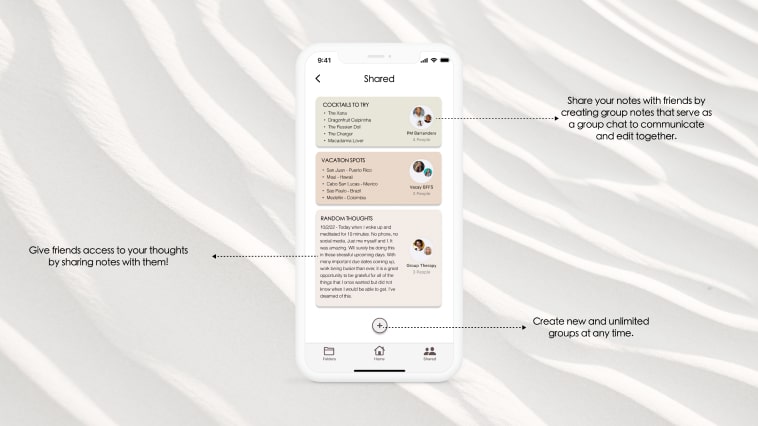 9:41
Shared
COCKTAILS TO TRY
• The Xana
• Dragonfruit Caipirinha
• The Russian Doll
• The Charger
• Macadamia Lover
PM Bartenders
5 People
VACATION SPOTS
• San Juan - Puerto Rico
• Maui - Hawaii
• Cabo San Lucas - Mexico
• Sao Paulo - Brazil
• Medellin - Colombia
Vacay BFFS
RANDOM THOUGHTS
10/2/22 - Today when I woke up and
meditated for 10 minutes. No phone, no
social media. Just me myself and I. It
was amazing. Will surely be doing this
in these stressful upcoming days. With
many important due dates coming up,
work being busier than ever, it is a great
opportunity to be grateful for all of the
things that I once wanted but did not
know when I would be able to get. I've
dreamed of this.
Group Therapy
Folders
Home
Shared
Share your notes with friends by
creating group notes that serve as
a group chat to communicate
and edit together.
Give friends access to your thoughts
by sharing notes with them!
Create new and unlimited
groups at any time.